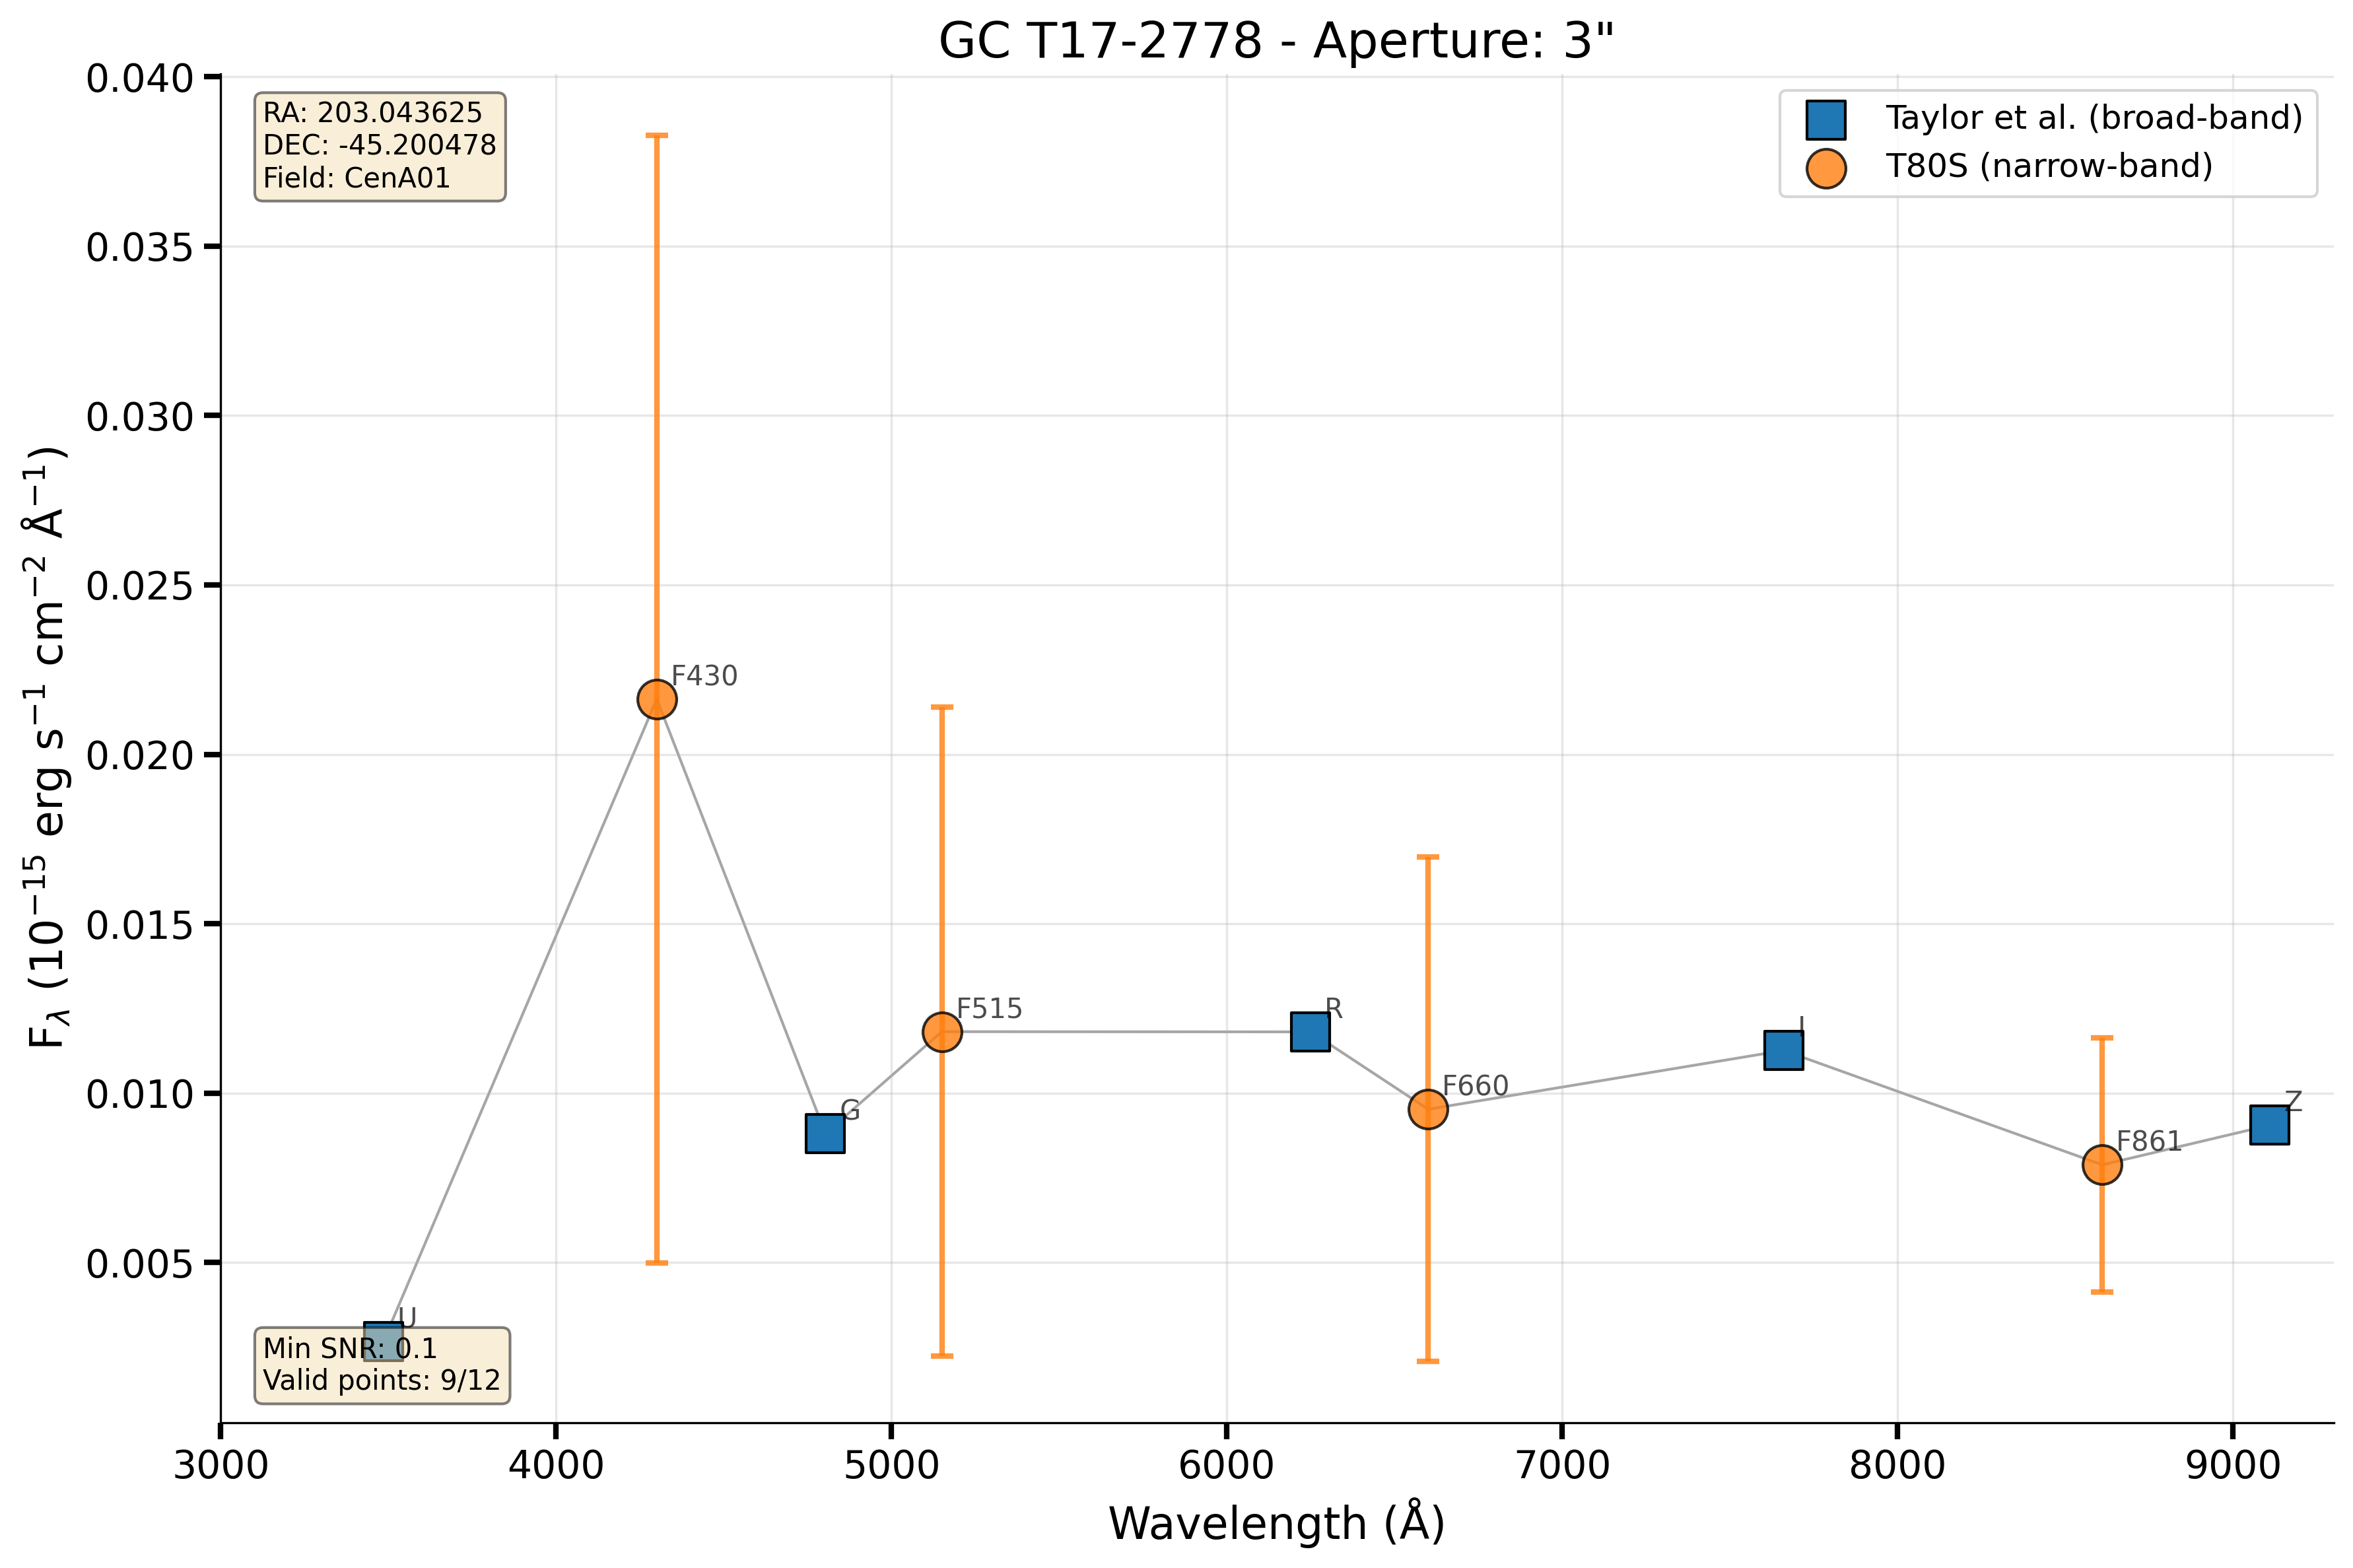 GC T17-2778 - Aperture: 3"
RA: 203.043625
DEC: -45.200478
Field: CenA01
Taylor et al. (broad-band)
T80S (narrow-band)
F_λ (10⁻¹⁵ erg s⁻¹ cm⁻² Å⁻¹)
0.040
0.035
0.030
0.025
0.020
0.015
0.010
0.005
F430
F515
R
I
G
F660
Z
F861
U
Min SNR: 0.1
Valid points: 9/12
3000 4000 5000 6000 7000 8000 9000
Wavelength (Å)